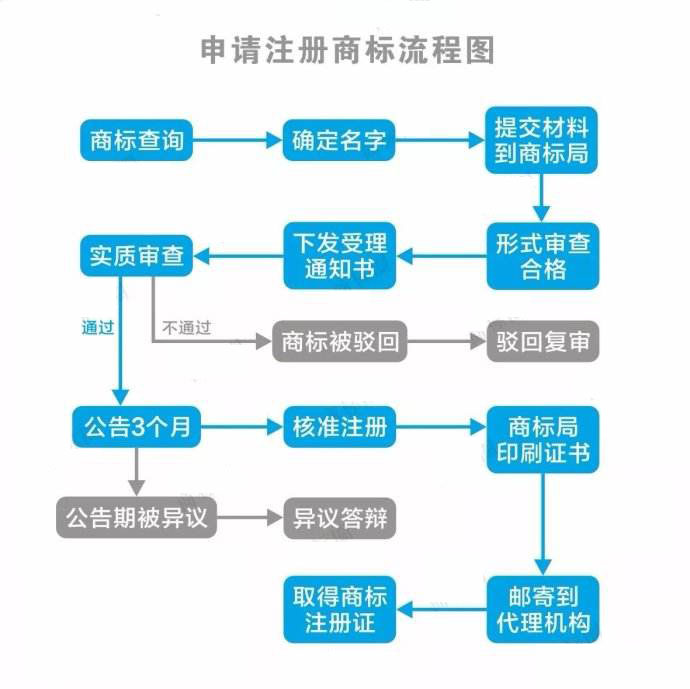 申请注册商标流程图
商标查询
确定名字
提交材料
到商标局
形式审查
合格
下发受理
通知书
实质审查
通过
不通过
商标被驳回
驳回复审
公告3个月
核准注册
商标局
印刷证书
公告期被异议
异议答辩
邮寄到
代理机构
取得商标
注册证